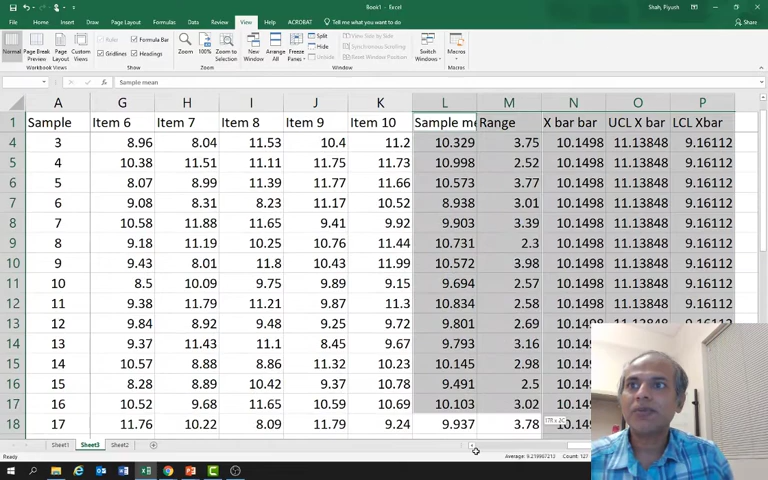 Book1 - Excel
Shah, Piyush
File Home Insert Draw Page Layout Formulas Data Review View Help ACROBAT Tell me what you want to do Share
Normal Page Break Preview Page Layout Custom Views Formula Bar Gridlines Headings Zoom 100% Zoom to Selection New Window Arrange All Freeze Panes Split Hide View Side by Side Synchronous Scrolling Reset Window Position Switch Windows Macros
Workbook Views Show Zoom Window Macros
Sample mean
A G H I J K L M N O P
1 Sample Item 6 Item 7 Item 8 Item 9 Item 10 Sample me Range X bar bar UCL X bar LCL Xbar
4 3 8.96 8.04 11.53 10.4 11.2 10.329 3.75 10.1498 11.13848 9.16112
5 4 10.38 11.51 11.11 11.75 11.73 10.998 2.52 10.1498 11.13848 9.16112
6 5 8.07 8.99 11.39 11.77 11.66 10.573 3.77 10.1498 11.13848 9.16112
7 6 9.08 8.31 8.23 11.17 10.52 8.938 3.01 10.1498 11.13848 9.16112
8 7 10.58 11.88 11.65 9.41 9.92 9.903 3.39 10.1498 11.13848 9.16112
9 8 9.18 11.19 10.25 10.76 11.44 10.731 2.3 10.1498 11.13848 9.16112
10 9 9.43 8.01 11.8 10.43 11.99 10.572 3.98 10.1498 11.13848 9.16112
11 10 8.5 10.09 9.75 9.89 9.15 9.694 2.57 10.1498 11.13848 9.16112
12 11 9.38 11.79 11.21 9.87 11.3 10.834 2.58 10.1498 11.13848 9.16112
13 12 9.84 8.92 9.48 9.25 9.72 9.801 2.69 10.1498 11.13848 9.16112
14 13 9.37 11.43 11.1 8.45 9.67 9.793 3.16 10.149
15 14 10.57 8.88 8.86 11.32 10.23 10.145 2.98 10.149
16 15 8.28 8.89 10.42 9.37 10.78 9.491 2.5 10.149
17 16 10.52 9.68 11.65 10.59 10.69 10.103 3.02 10.149
18 17 11.76 10.22 8.09 11.79 9.24 9.937 3.78 10.149
Sheet1 Sheet3 Sheet2
Ready Average: 9.219987213 Count: 127